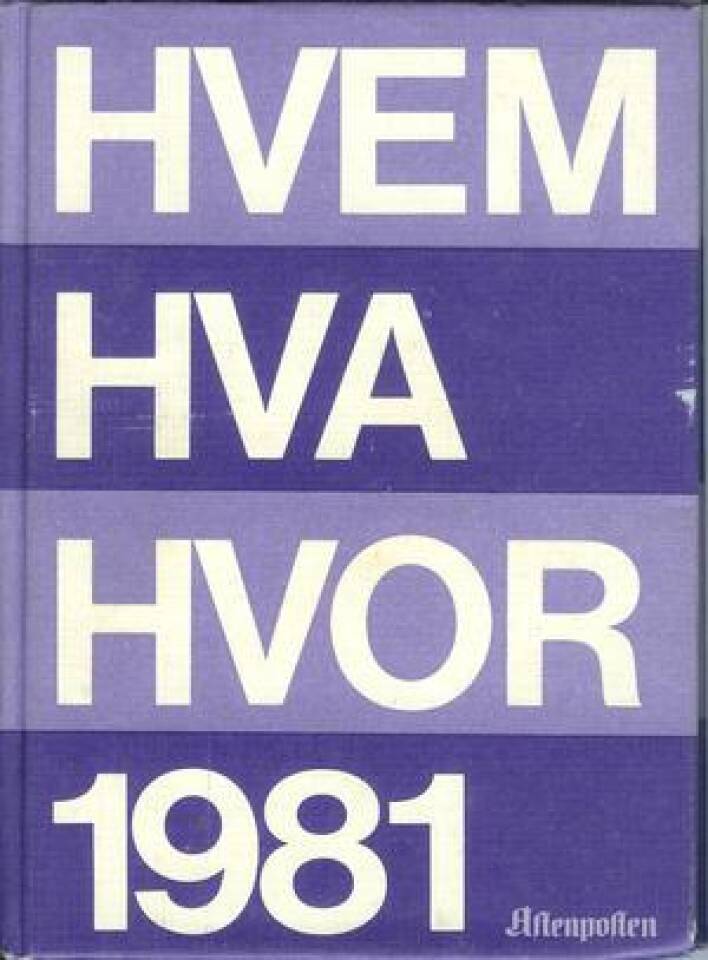 HVEM
HVA
HVOR
1981
Aftenposten